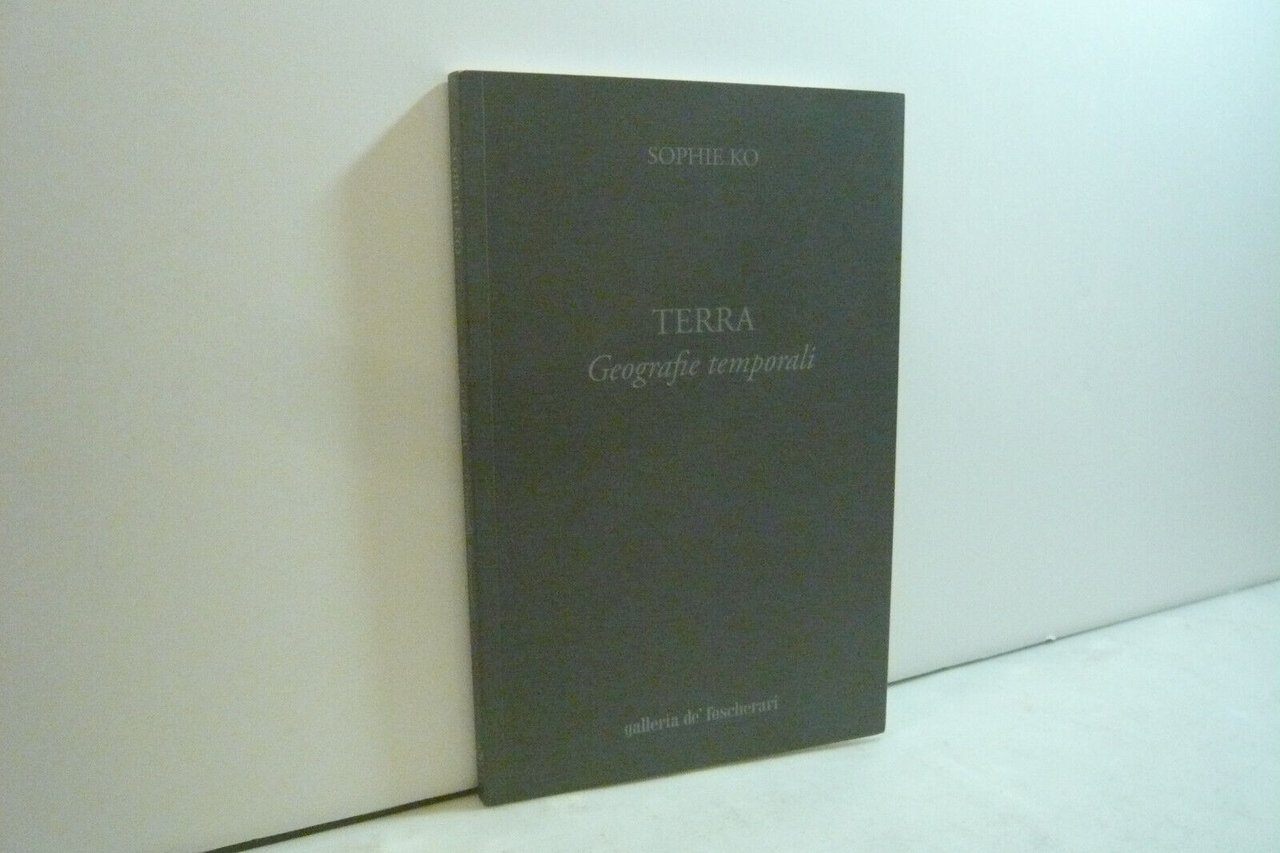 SOPHIE KO
TERRA
Geografie temporali
galleria de' foscherari